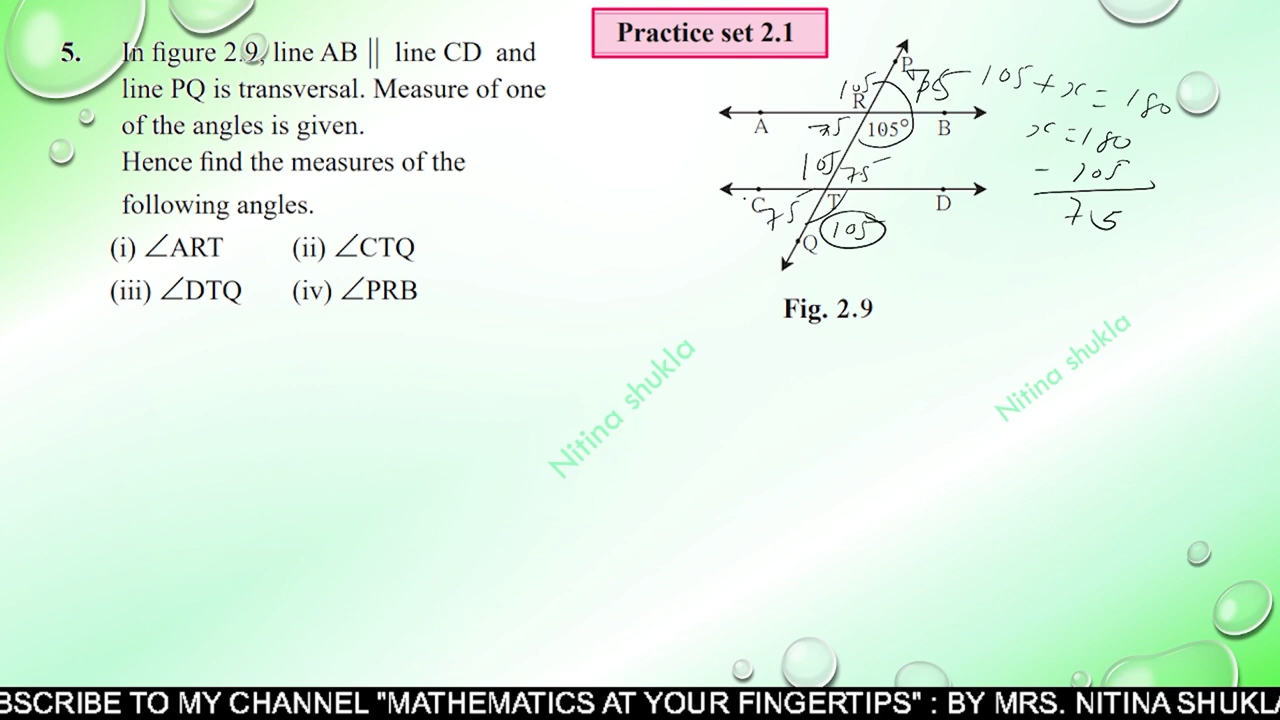 Practice set 2.1
5. In figure 2.9, line AB || line CD and
line PQ is transversal. Measure of one
of the angles is given.
Hence find the measures of the
following angles.
(i) ∠ART (ii) ∠CTQ
(iii) ∠DTQ (iv) ∠PRB
P
105 75
R
A 75 105° B
105 75
C 75 T D
Q 105
Fig. 2.9
105 + x = 180
x = 180
- 105
75
Nitina shukla
Nitina shukla
BSCRIBE TO MY CHANNEL "MATHEMATICS AT YOUR FINGERTIPS" : BY MRS. NITINA SHUKLA